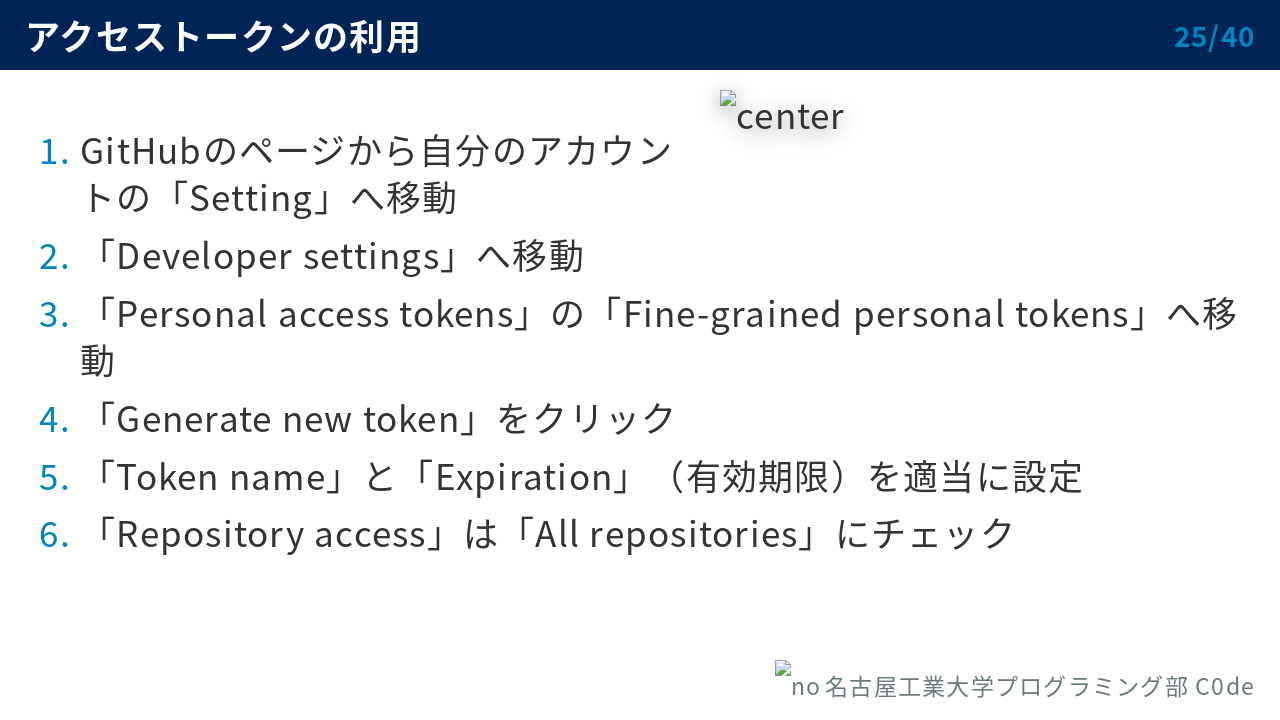 アクセストークンの利用
25/40
center
1. GitHubのページから自分のアカウン
トの「Setting」へ移動
2. 「Developer settings」へ移動
3. 「Personal access tokens」の「Fine-grained personal tokens」へ移
動
4. 「Generate new token」をクリック
5. 「Token name」と「Expiration」（有効期限）を適当に設定
6. 「Repository access」は「All repositories」にチェック
no 名古屋工業大学プログラミング部 C0de